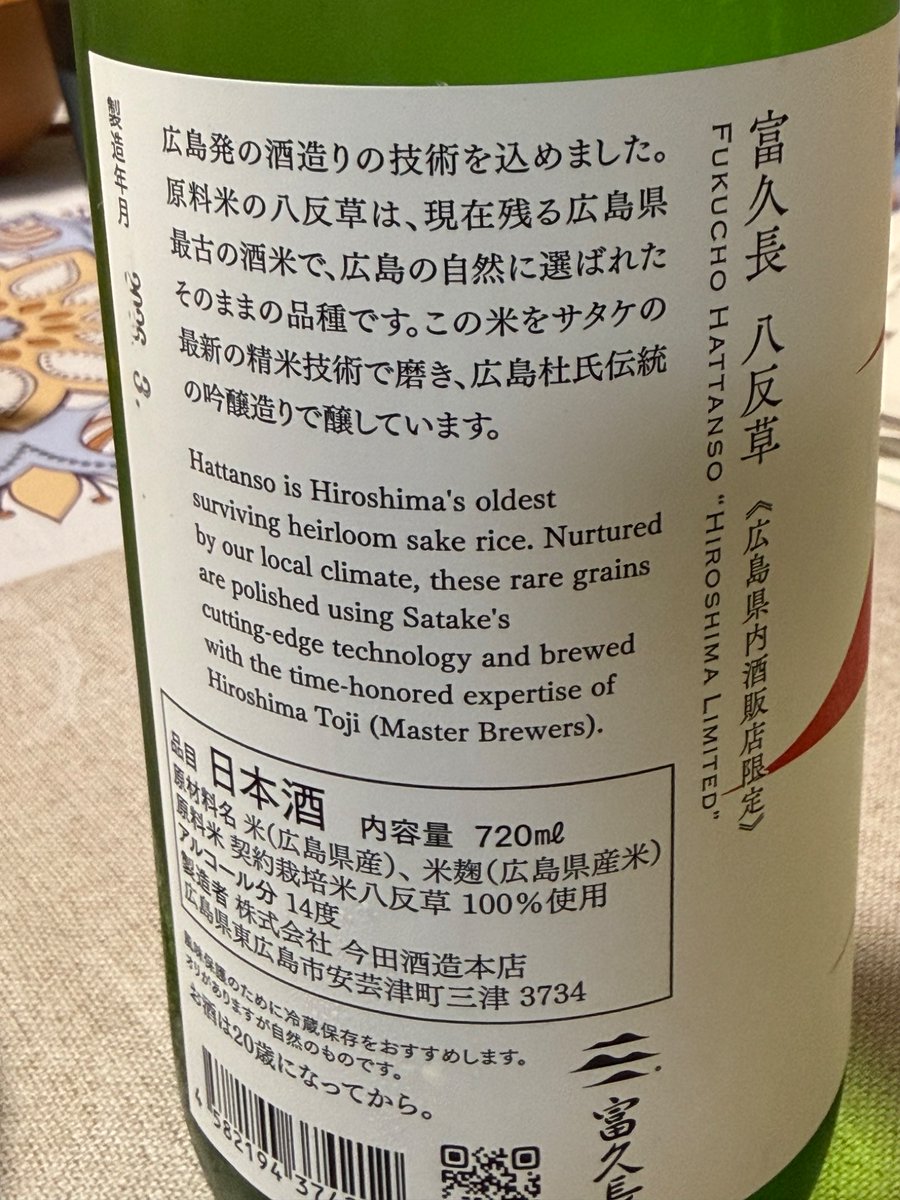 富久長 八反草《広島県内酒販店限定》
FUKUCHO HATTANSO "HIROSHIMA LIMITED"
広島発の酒造りの技術を込めました。
原料米の八反草は、現在残る広島県
最古の酒米で、広島の自然に選ばれた
そのままの品種です。この米をサタケの
最新の精米技術で磨き、広島杜氏伝統
の吟醸造りで醸しています。
Hattanso is Hiroshima's oldest
surviving heirloom sake rice. Nurtured
by our local climate, these rare grains
are polished using Satake's
cutting-edge technology and brewed
with the time-honored expertise of
Hiroshima Toji (Master Brewers).
製造年月
品目 日本酒 内容量 720㎖
原材料名 米(広島県産)、米麹(広島県産米)
原料米 契約栽培米八反草 100%使用
アルコール分 14度
製造者 株式会社 今田酒造本店
広島県東広島市安芸津町三津 3734
風味保護のために冷蔵保存をおすすめします。
オリがありますが自然のものです。
お酒は20歳になってから。
4 582194 37
富久長